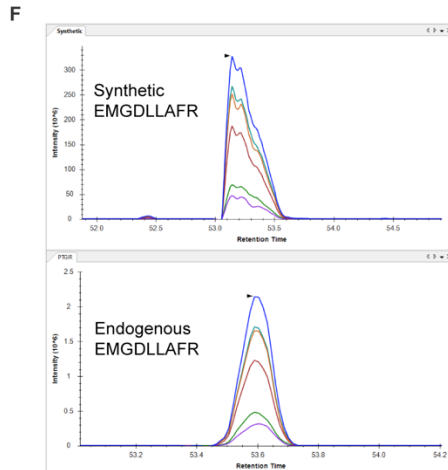 F
Synthetic
Synthetic
EMGDLLAFR
Intensity (10^6)
300
250
200
150
100
50
0
52.0 52.5 53.0 53.5 54.0 54.5
Retention Time
PTGIR
Endogenous
EMGDLLAFR
Intensity (10^6)
2.5
2
1.5
1
0.5
0
53.2 53.4 53.6 53.8 54.0 54.2
Retention Time